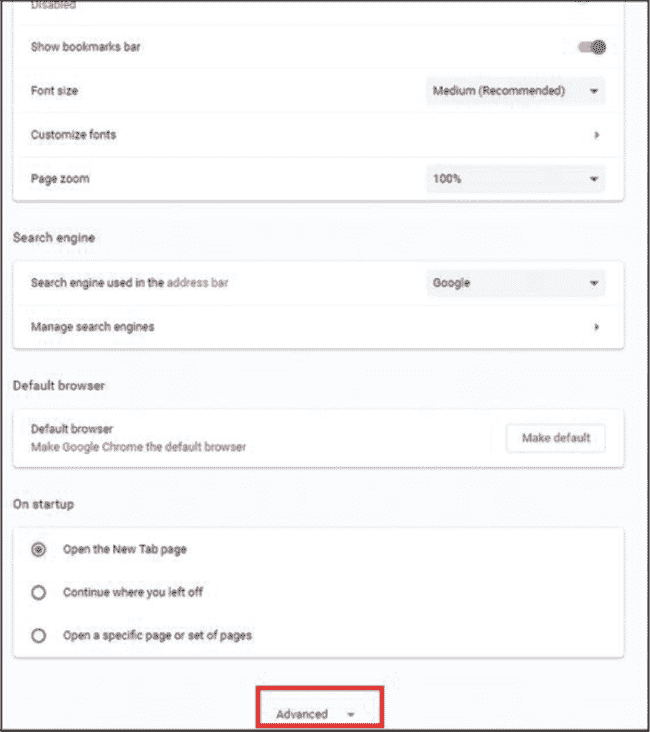 Disabled
Show bookmarks bar
Font size
Medium (Recommended)
Customize fonts
Page zoom
100%
Search engine
Search engine used in the address bar
Google
Manage search engines
Default browser
Default browser
Make Google Chrome the default browser
Make default
On startup
Open the New Tab page
Continue where you left off
Open a specific page or set of pages
Advanced